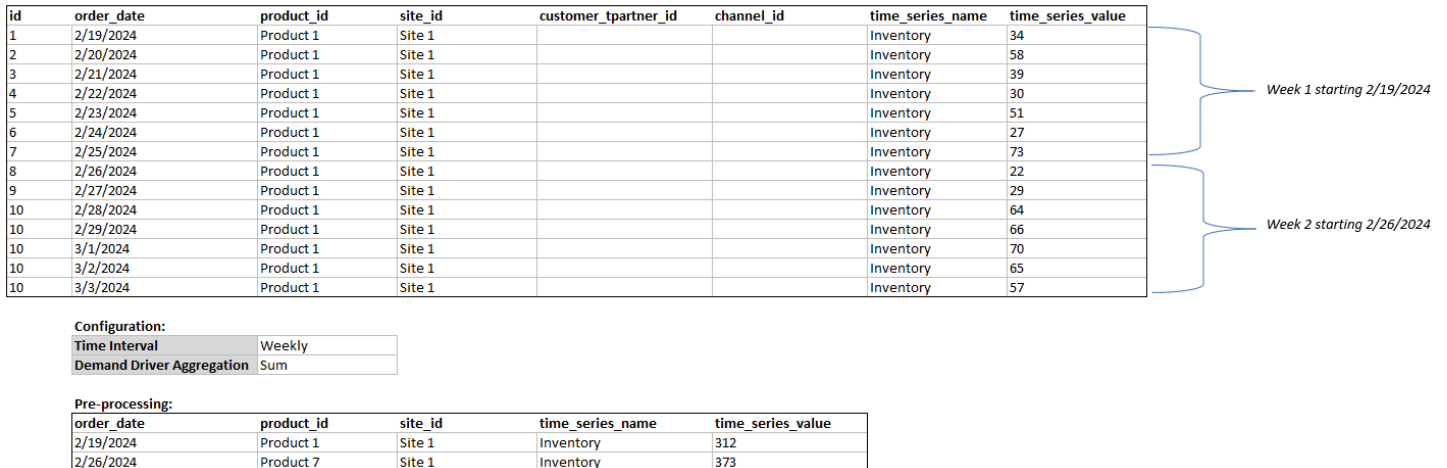 id order_date product_id site_id customer_tpartner_id channel_id time_series_name time_series_value
1 2/19/2024 Product 1 Site 1 Inventory 34
2 2/20/2024 Product 1 Site 1 Inventory 58
3 2/21/2024 Product 1 Site 1 Inventory 39
4 2/22/2024 Product 1 Site 1 Inventory 30 Week 1 starting 2/19/2024
5 2/23/2024 Product 1 Site 1 Inventory 51
6 2/24/2024 Product 1 Site 1 Inventory 27
7 2/25/2024 Product 1 Site 1 Inventory 73
8 2/26/2024 Product 1 Site 1 Inventory 22
9 2/27/2024 Product 1 Site 1 Inventory 29
10 2/28/2024 Product 1 Site 1 Inventory 64
10 2/29/2024 Product 1 Site 1 Inventory 66 Week 2 starting 2/26/2024
10 3/1/2024 Product 1 Site 1 Inventory 70
10 3/2/2024 Product 1 Site 1 Inventory 65
10 3/3/2024 Product 1 Site 1 Inventory 57
Configuration:
Time Interval Weekly
Demand Driver Aggregation Sum
Pre-processing:
order_date product_id site_id time_series_name time_series_value
2/19/2024 Product 1 Site 1 Inventory 312
2/26/2024 Product 7 Site 1 Inventory 373